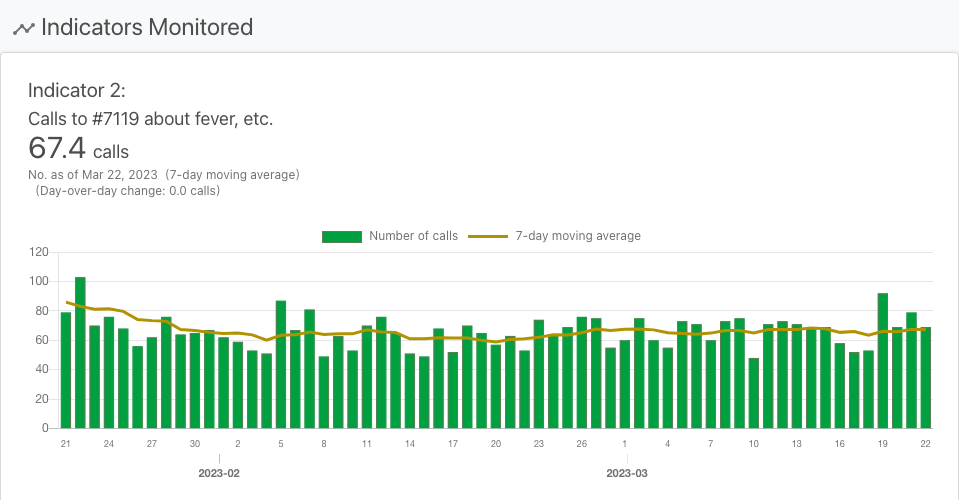 Indicators Monitored
Indicator 2:
Calls to #7119 about fever, etc.
67.4 calls
No. as of Mar 22, 2023 (7-day moving average)
(Day-over-day change: 0.0 calls)
Number of calls 7-day moving average
120
100
80
60
40
20
0
21 24 27 30 2 5 8 11 14 17 20 23 26 1 4 7 10 13 16 19 22
2023-02 2023-03